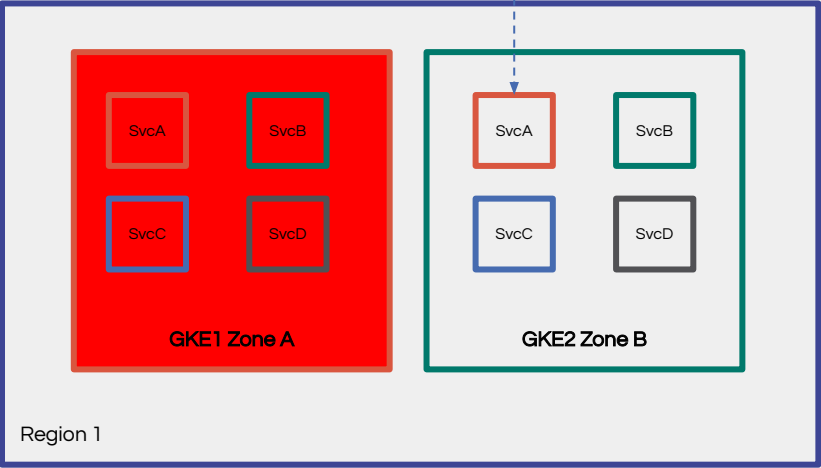 SvcA
SvcB
SvcC
SvcD
GKE1 Zone A
SvcA
SvcB
SvcC
SvcD
GKE2 Zone B
Region 1